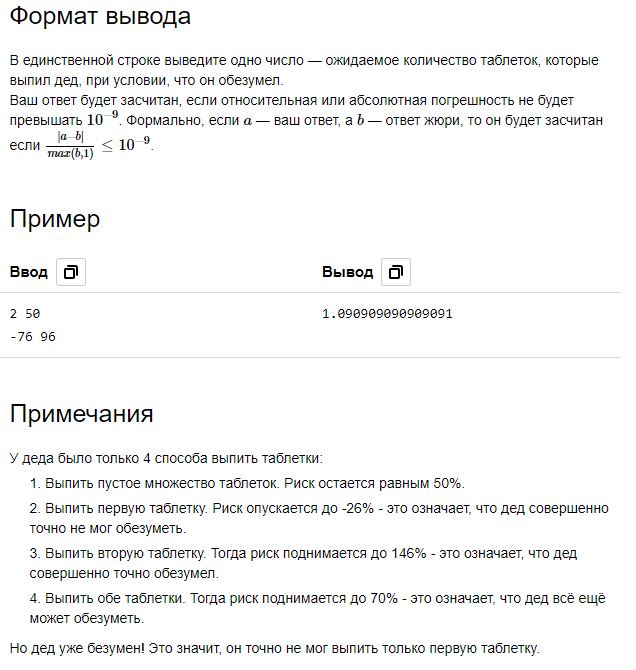 Формат вывода
В единственной строке выведите одно число — ожидаемое количество таблеток, которые
выпил дед, при условии, что он обезумел.
Ваш ответ будет засчитан, если относительная или абсолютная погрешность не будет
превышать 10⁻⁹. Формально, если a — ваш ответ, а b — ответ жюри, то он будет засчитан
если |a−b|/max(b,1) ≤ 10⁻⁹.
Пример
Ввод Вывод
2 50 1.090909090909091
-76 96
Примечания
У деда было только 4 способа выпить таблетки:
1. Выпить пустое множество таблеток. Риск остается равным 50%.
2. Выпить первую таблетку. Риск опускается до -26% - это означает, что дед совершенно
точно не мог обезуметь.
3. Выпить вторую таблетку. Тогда риск поднимается до 146% - это означает, что дед
совершенно точно обезумел.
4. Выпить обе таблетки. Тогда риск поднимается до 70% - это означает, что дед всё ещё
может обезуметь.
Но дед уже безумен! Это значит, он точно не мог выпить только первую таблетку.